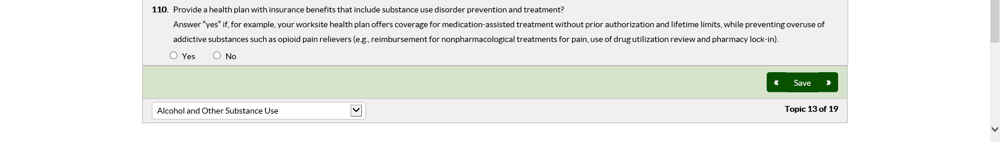 110. Provide a health plan with insurance benefits that include substance use disorder prevention and treatment?
Answer “yes” if, for example, your worksite health plan offers coverage for medication-assisted treatment without prior authorization and lifetime limits, while preventing overuse of
addictive substances such as opioid pain relievers (e.g., reimbursement for nonpharmacological treatments for pain, use of drug utilization review and pharmacy lock-in).
Yes No
« Save »
Alcohol and Other Substance Use
Topic 13 of 19